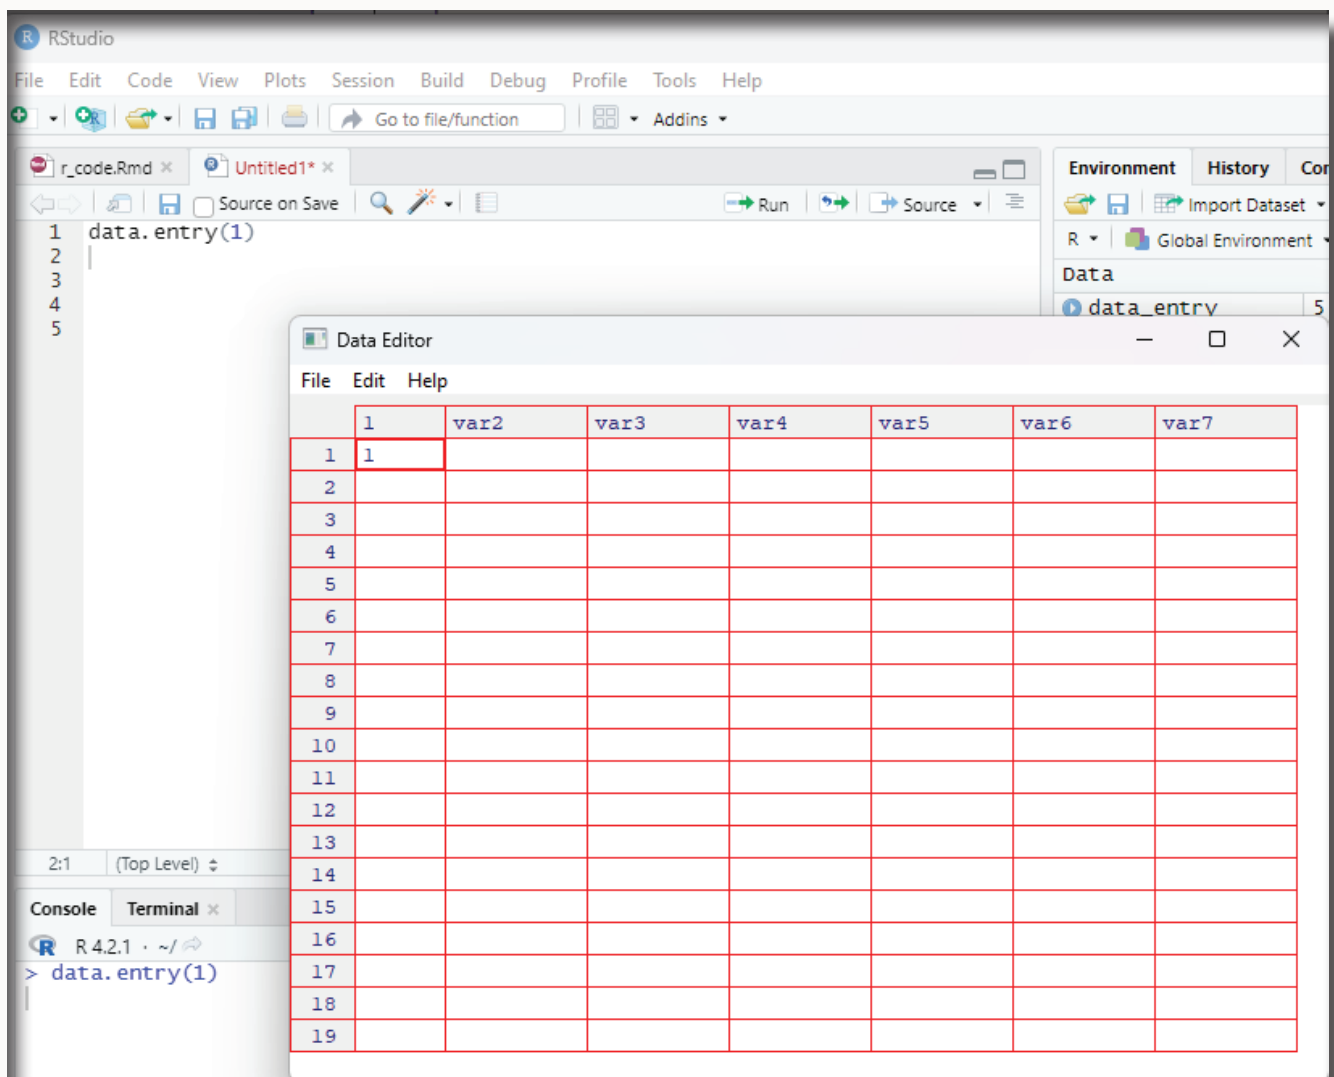 RStudio
File Edit Code View Plots Session Build Debug Profile Tools Help
Go to file/function Addins
r_code.Rmd Untitled1*
Source on Save Run Source
1 data.entry(1)
2
3
4
5
2:1 (Top Level)
Console Terminal
R 4.2.1 · ~/
> data.entry(1)
Environment History Con
Import Dataset
R Global Environment
Data
data_entry 5
Data Editor
File Edit Help
1 var2 var3 var4 var5 var6 var7
1 1
2
3
4
5
6
7
8
9
10
11
12
13
14
15
16
17
18
19